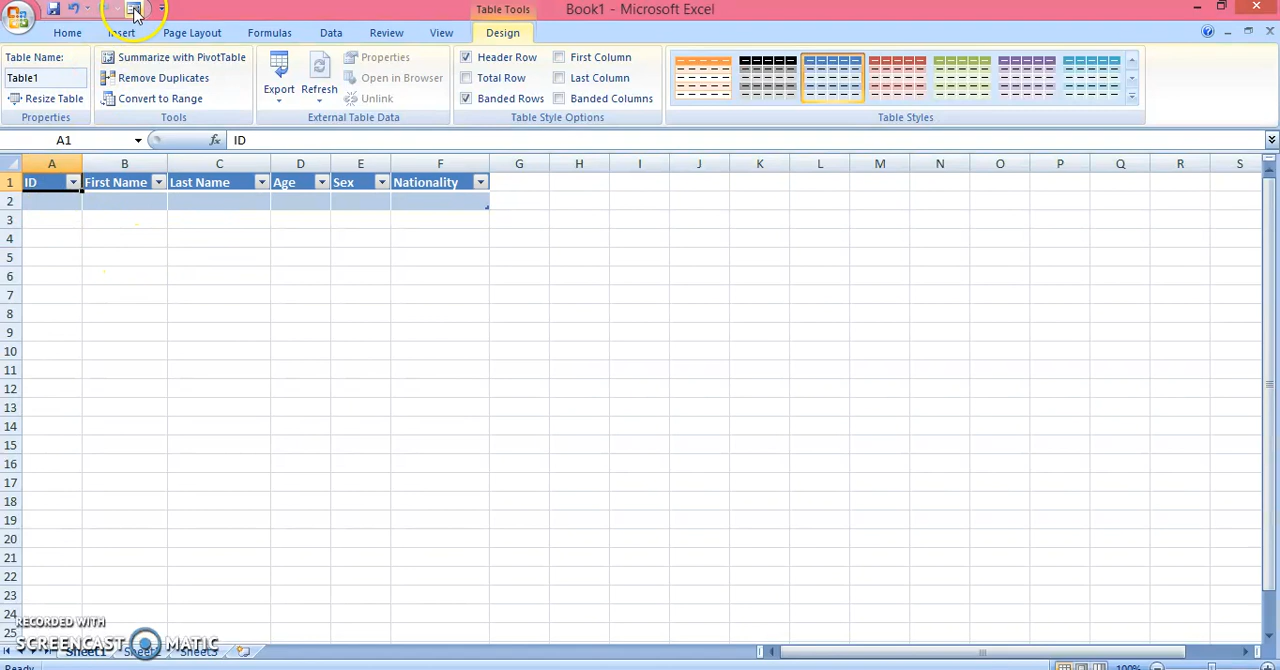 Table Tools
Book1 - Microsoft Excel
Home
Insert
Page Layout
Formulas
Data
Review
View
Design
Table Name:
Table1
Resize Table
Properties
Summarize with PivotTable
Remove Duplicates
Convert to Range
Tools
Export
Refresh
Properties
Open in Browser
Unlink
External Table Data
Header Row
Total Row
Banded Rows
First Column
Last Column
Banded Columns
Table Style Options
Table Styles
A1
fx
ID
A B C D E F G H I J K L M N O P Q R S
1 ID First Name Last Name Age Sex Nationality
2
3
4
5
6
7
8
9
10
11
12
13
14
15
16
17
18
19
20
21
22
23
24
25
RECORDED WITH
SCREENCAST MATIC
Sheet1
Sheet3
Ready
100%